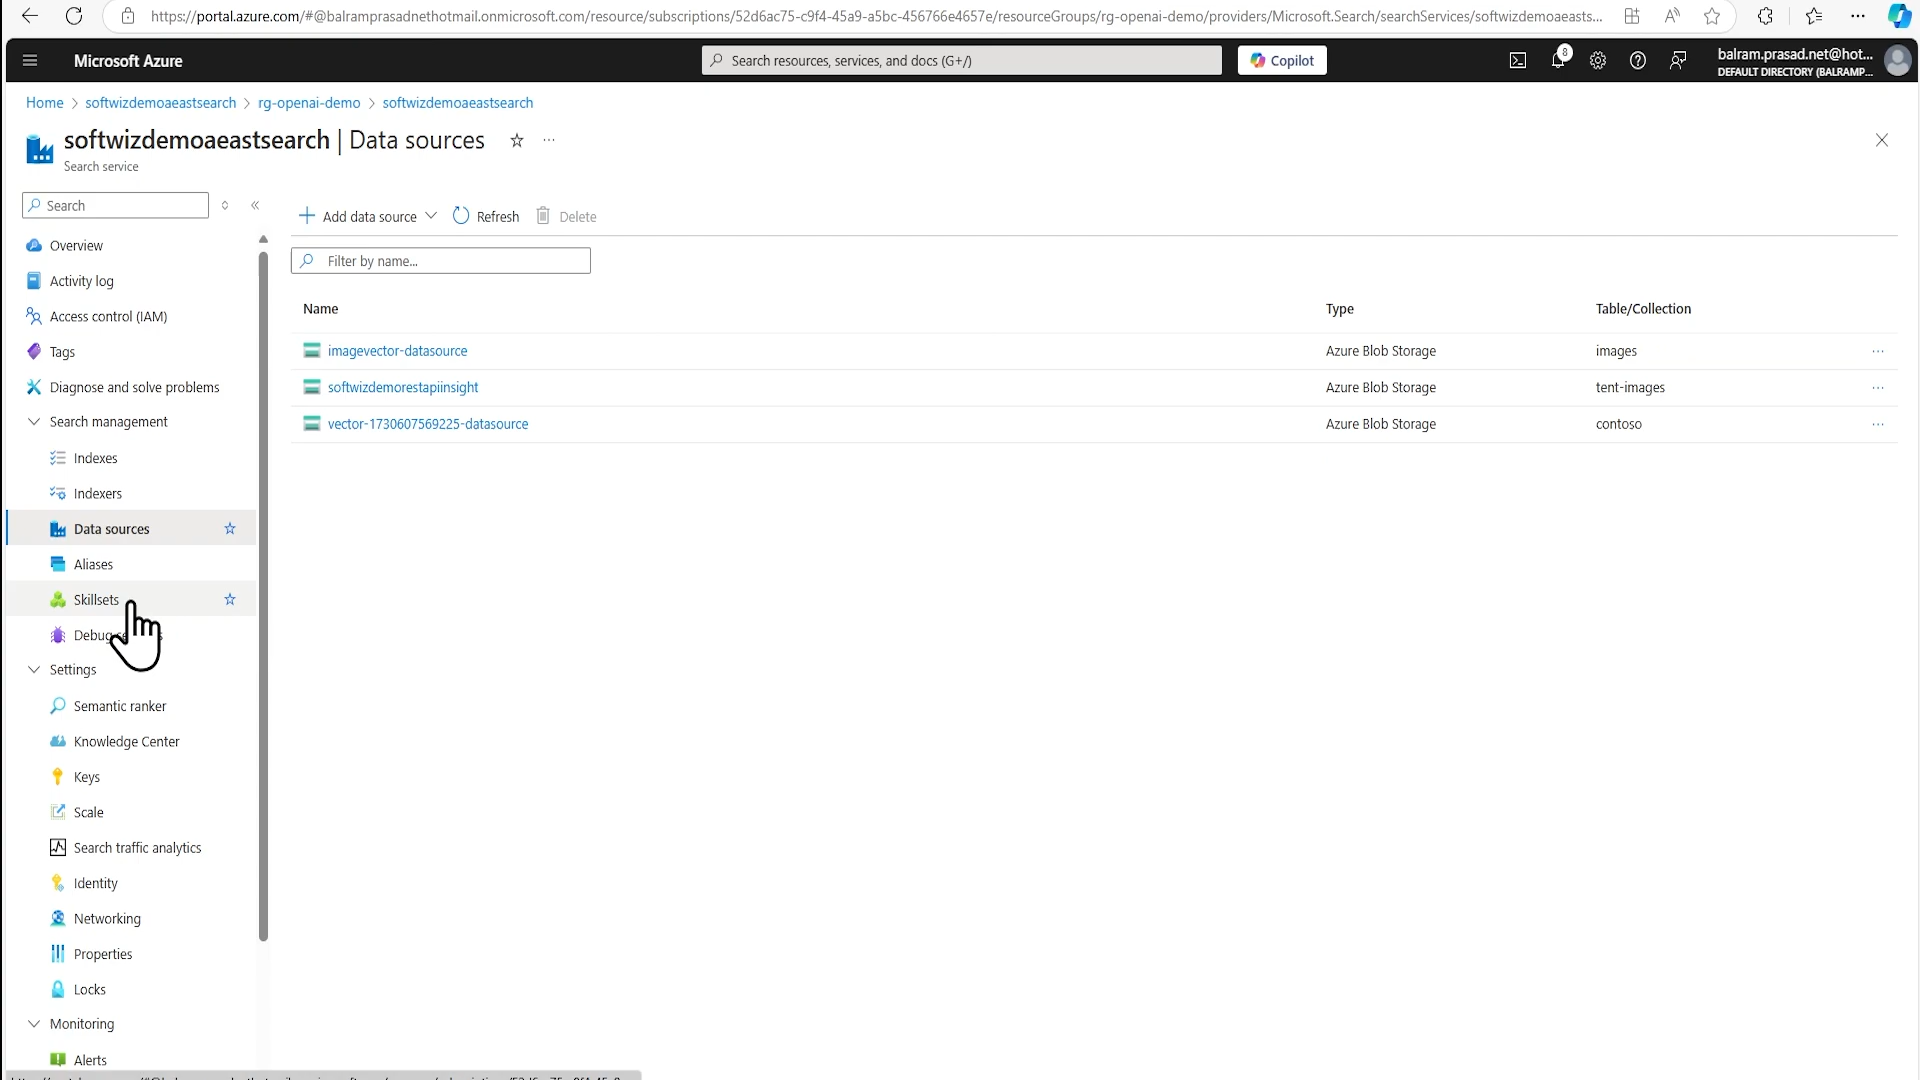 https://portal.azure.com/#@balramprasadnethotmail.onmicrosoft.com/resource/subscriptions/52d6ac75-c9f4-45a9-a5bc-456766e4657e/resourceGroups/rg-openai-demo/providers/Microsoft.Search/searchServices/softwizdemoaeasts...
Microsoft Azure
Search resources, services, and docs (G+/)
Copilot
8
balram.prasad.net@hot...
DEFAULT DIRECTORY (BALRAMP...
Home > softwizdemoaeastsearch > rg-openai-demo > softwizdemoaeastsearch
softwizdemoaeastsearch | Data sources
Search service
Search
Add data source
Refresh
Delete
Filter by name...
Name Type Table/Collection
imagevector-datasource Azure Blob Storage images
softwizdemorestapiinsight Azure Blob Storage tent-images
vector-1730607569225-datasource Azure Blob Storage contoso
Overview
Activity log
Access control (IAM)
Tags
Diagnose and solve problems
Search management
Indexes
Indexers
Data sources
Aliases
Skillsets
Debug
Settings
Semantic ranker
Knowledge Center
Keys
Scale
Search traffic analytics
Identity
Networking
Properties
Locks
Monitoring
Alerts